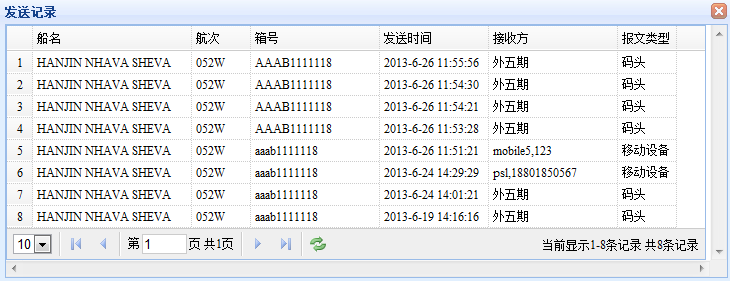 发送记录
船名 航次 箱号 发送时间 接收方 报文类型
1 HANJIN NHAVA SHEVA 052W AAAB1111118 2013-6-26 11:55:56 外五期 码头
2 HANJIN NHAVA SHEVA 052W AAAB1111118 2013-6-26 11:54:30 外五期 码头
3 HANJIN NHAVA SHEVA 052W AAAB1111118 2013-6-26 11:54:21 外五期 码头
4 HANJIN NHAVA SHEVA 052W AAAB1111118 2013-6-26 11:53:28 外五期 码头
5 HANJIN NHAVA SHEVA 052W aaab1111118 2013-6-26 11:51:21 mobile5,123 移动设备
6 HANJIN NHAVA SHEVA 052W aaab1111118 2013-6-24 14:29:29 psl,18801850567 移动设备
7 HANJIN NHAVA SHEVA 052W aaab1111118 2013-6-24 14:01:21 外五期 码头
8 HANJIN NHAVA SHEVA 052W aaab1111118 2013-6-19 14:16:16 外五期 码头
10 第 1 页 共1页 当前显示1-8条记录 共8条记录